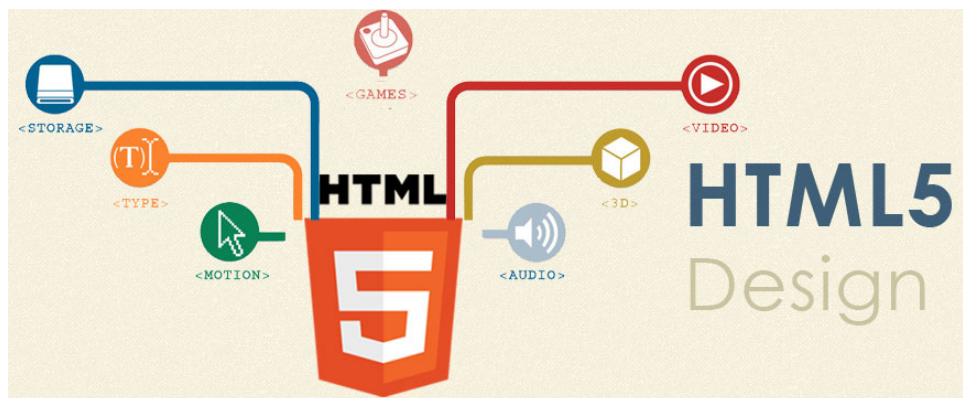 <GAMES>
<STORAGE>
<VIDEO>
(T)
<TYPE>
<3D>
HTML
5
<MOTION>
<AUDIO>
HTML5
Design